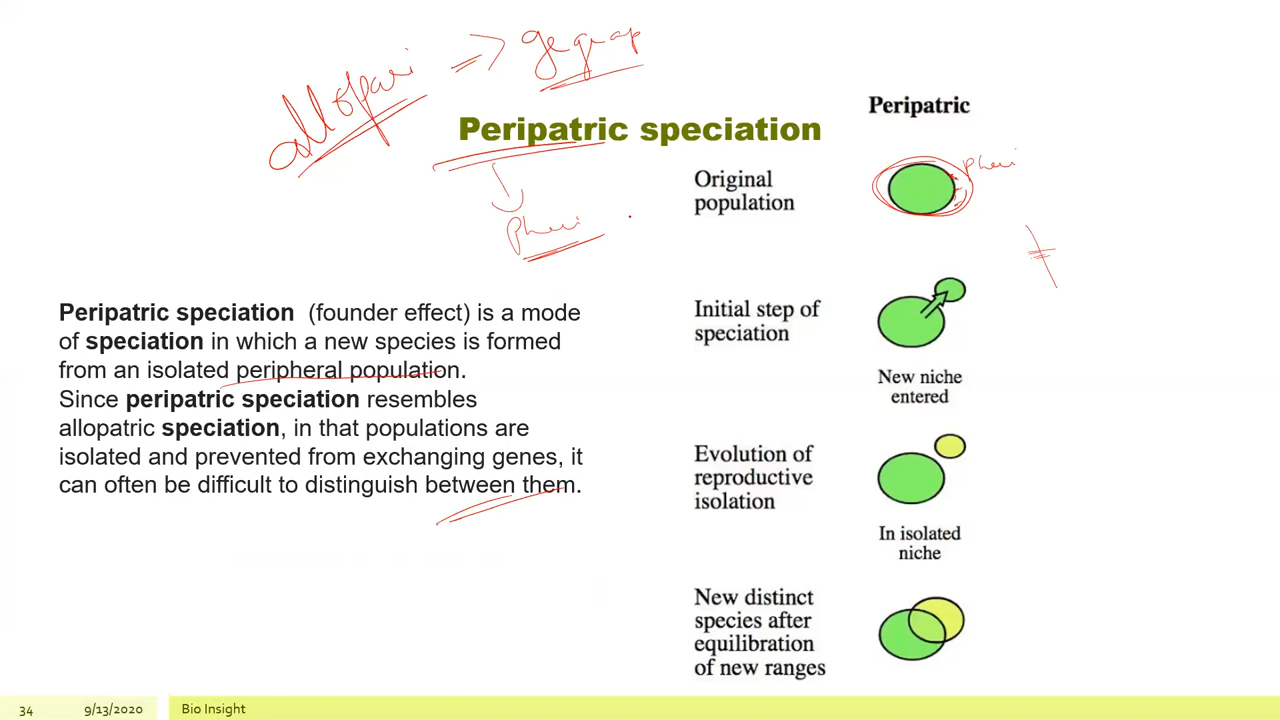 allopari => gegrap
Peripatric
Peripatric speciation
pheri
Original
population
pheri
Initial step of
speciation
New niche
entered
Peripatric speciation (founder effect) is a mode
of speciation in which a new species is formed
from an isolated peripheral population.
Since peripatric speciation resembles
allopatric speciation, in that populations are
isolated and prevented from exchanging genes, it
can often be difficult to distinguish between them.
Evolution of
reproductive
isolation
In isolated
niche
New distinct
species after
equilibration
of new ranges
34 9/13/2020 Bio Insight